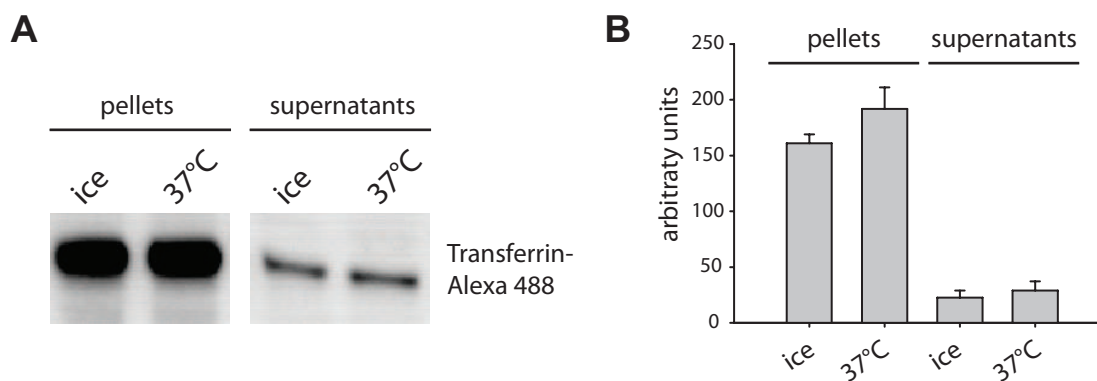 A
pellets
supernatants
ice
37°C
ice
37°C
Transferrin-
Alexa 488
B
arbitraty units
250
200
150
100
50
0
pellets
supernatants
ice
37°C
ice
37°C